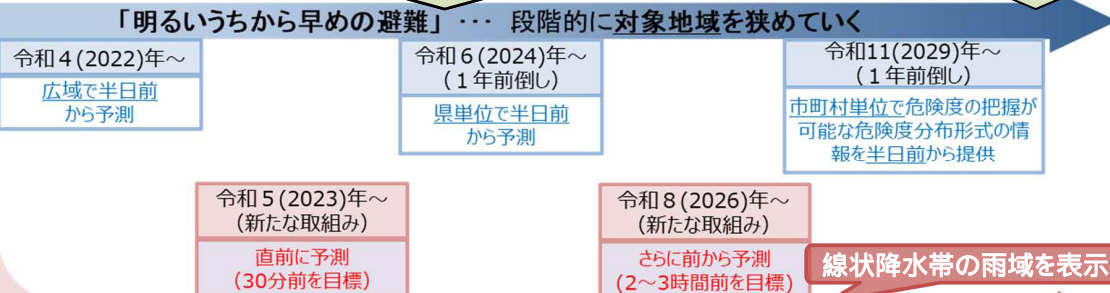 「明るいうちから早めの避難」･･･ 段階的に対象地域を狭めていく
令和4(2022)年～
広域で半日前
から予測
令和6(2024)年～
(1年前倒し)
県単位で半日前
から予測
令和11(2029)年～
(1年前倒し)
市町村単位で危険度の把握が
可能な危険度分布形式の情
報を半日前から提供
令和5(2023)年～
(新たな取組み)
直前に予測
(30分前を目標)
令和8(2026)年～
(新たな取組み)
さらに前から予測
(2～3時間前を目標)
線状降水帯の雨域を表示